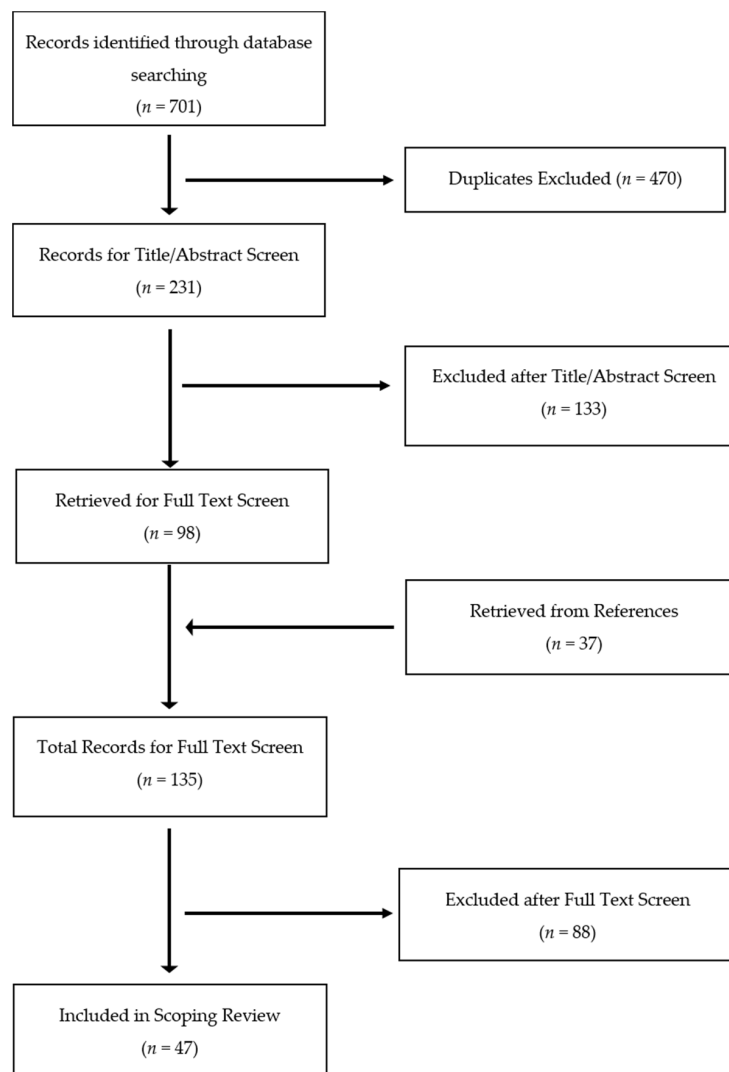 Records identified through database
searching
(n = 701)
Duplicates Excluded (n = 470)
Records for Title/Abstract Screen
(n = 231)
Excluded after Title/Abstract Screen
(n = 133)
Retrieved for Full Text Screen
(n = 98)
Retrieved from References
(n = 37)
Total Records for Full Text Screen
(n = 135)
Excluded after Full Text Screen
(n = 88)
Included in Scoping Review
(n = 47)